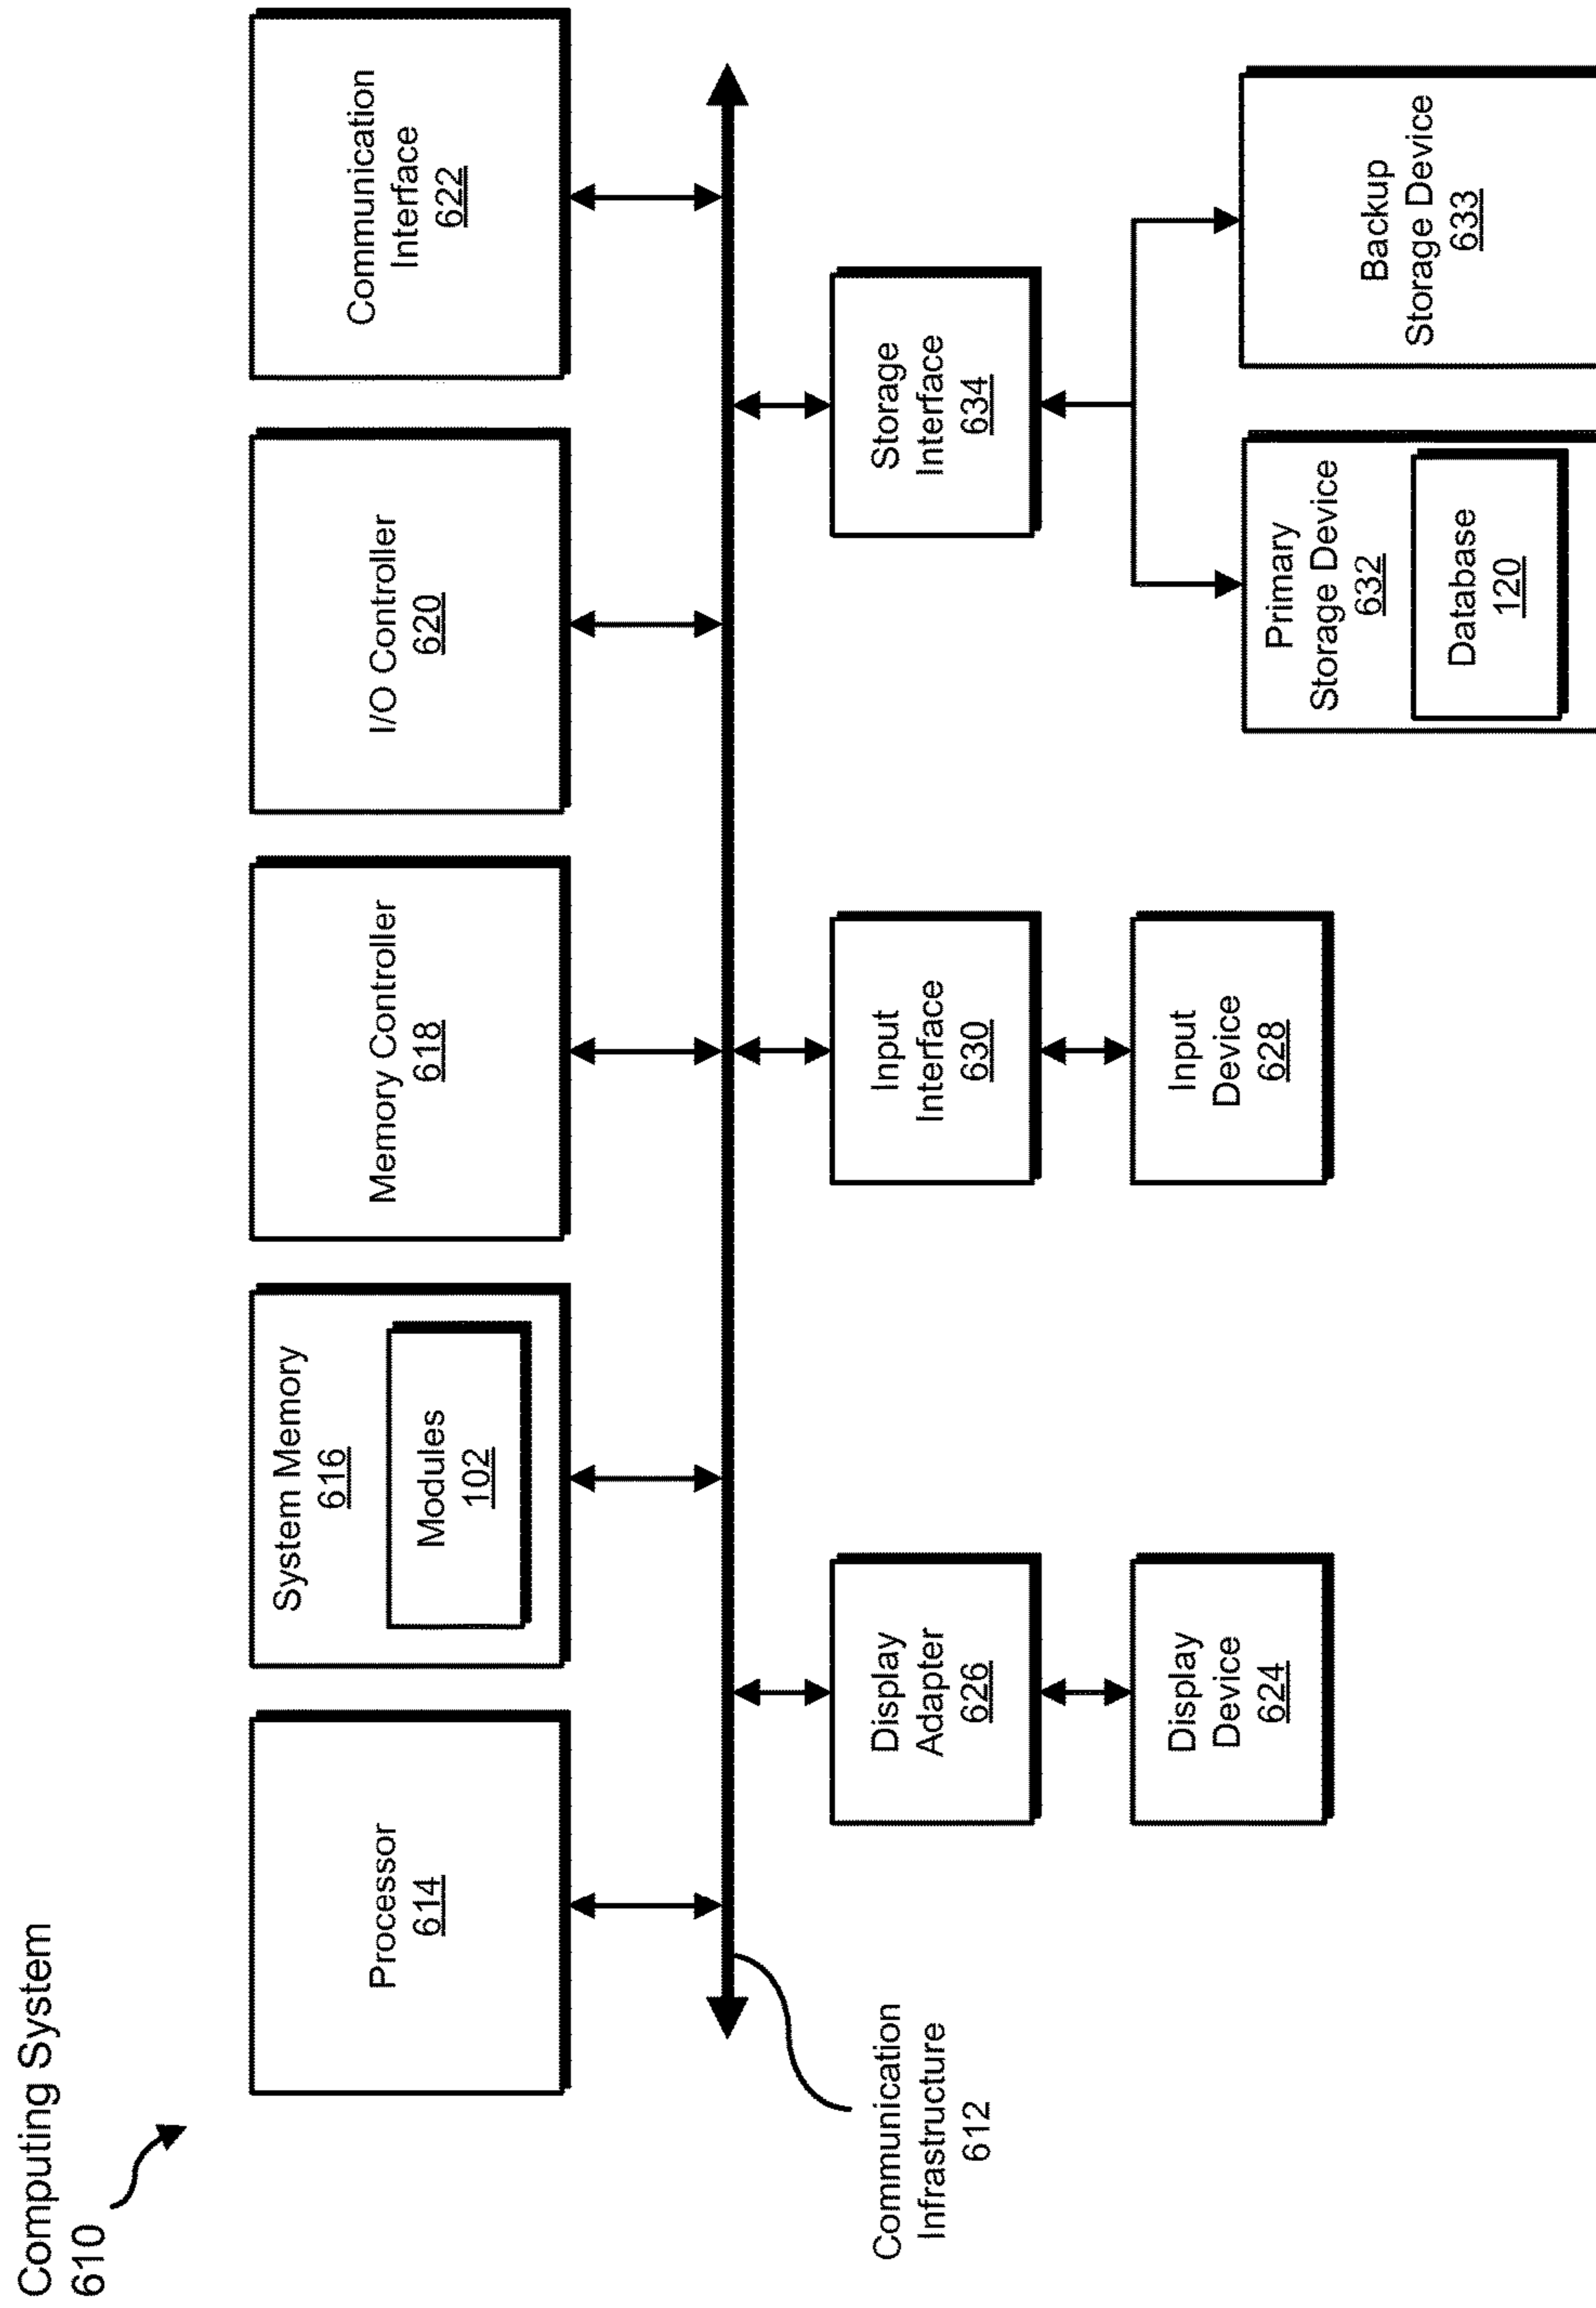 Computing System
610
Processor
614
System Memory
616
Modules
102
Memory Controller
618
I/O Controller
620
Communication
Interface
622
Communication
Infrastructure
612
Display
Adapter
626
Input
Interface
630
Storage
Interface
634
Display
Device
624
Input
Device
628
Primary
Storage Device
632
Database
120
Backup
Storage Device
633